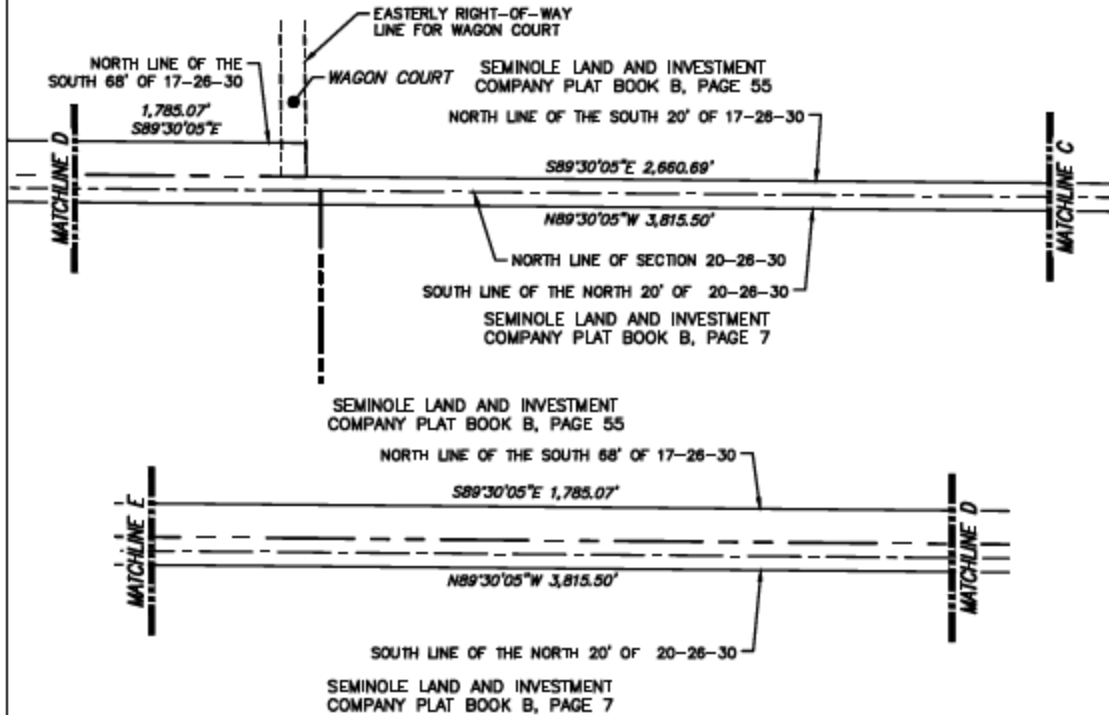 EASTERLY RIGHT-OF-WAY
LINE FOR WAGON COURT
NORTH LINE OF THE
SOUTH 68' OF 17-26-30
WAGON COURT
SEMINOLE LAND AND INVESTMENT
COMPANY PLAT BOOK B, PAGE 55
1,785.07'
S89°30'05"E
NORTH LINE OF THE SOUTH 20' OF 17-26-30
MATCHLINE D
S89°30'05"E 2,660.69'
MATCHLINE C
N89°30'05"W 3,815.50'
NORTH LINE OF SECTION 20-26-30
SOUTH LINE OF THE NORTH 20' OF 20-26-30
SEMINOLE LAND AND INVESTMENT
COMPANY PLAT BOOK B, PAGE 7
SEMINOLE LAND AND INVESTMENT
COMPANY PLAT BOOK B, PAGE 55
NORTH LINE OF THE SOUTH 68' OF 17-26-30
S89°30'05"E 1,785.07'
MATCHLINE E
MATCHLINE D
N89°30'05"W 3,815.50'
SOUTH LINE OF THE NORTH 20' OF 20-26-30
SEMINOLE LAND AND INVESTMENT
COMPANY PLAT BOOK B, PAGE 7